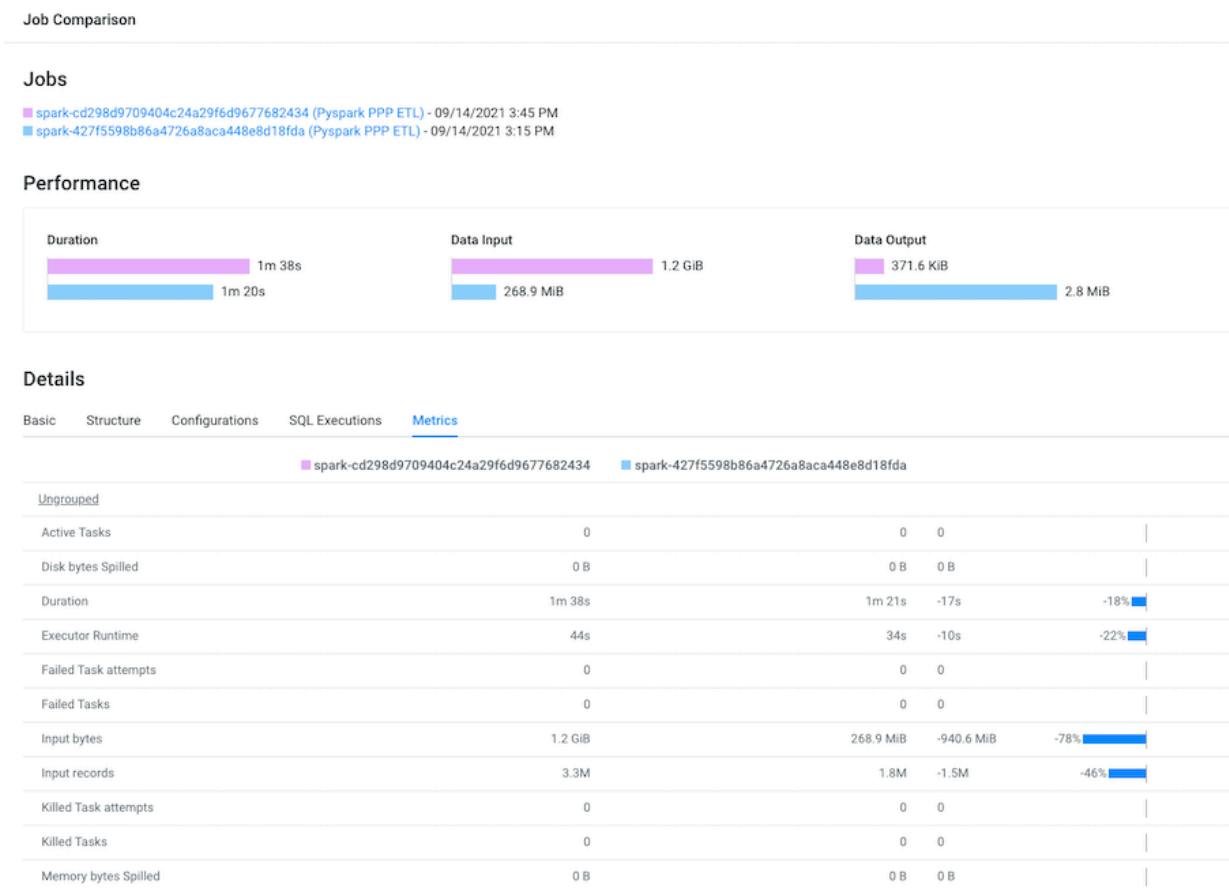 Job Comparison
Jobs
spark-cd298d9709404c24a29f6d9677682434 (Pyspark PPP ETL) - 09/14/2021 3:45 PM
spark-427f5598b86a4726a8aca448e8d18fda (Pyspark PPP ETL) - 09/14/2021 3:15 PM
Performance
Duration Data Input Data Output
1m 38s 1.2 GiB 371.6 KiB
1m 20s 268.9 MiB 2.8 MiB
Details
Basic Structure Configurations SQL Executions Metrics
spark-cd298d9709404c24a29f6d9677682434 spark-427f5598b86a4726a8aca448e8d18fda
Ungrouped
Active Tasks 0 0 0
Disk bytes Spilled 0 B 0 B 0 B
Duration 1m 38s 1m 21s -17s -18%
Executor Runtime 44s 34s -10s -22%
Failed Task attempts 0 0 0
Failed Tasks 0 0 0
Input bytes 1.2 GiB 268.9 MiB -940.6 MiB -78%
Input records 3.3M 1.8M -1.5M -46%
Killed Task attempts 0 0 0
Killed Tasks 0 0 0
Memory bytes Spilled 0 B 0 B 0 B